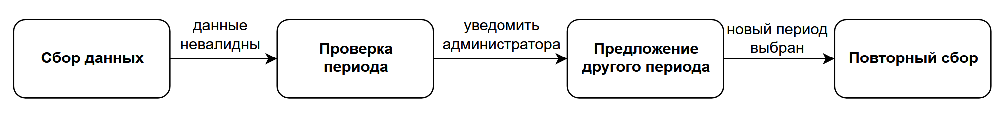 Сбор данных
данные
невалидны
Проверка
периода
уведомить
администратора
Предложение
другого периода
новый период
выбран
Повторный сбор